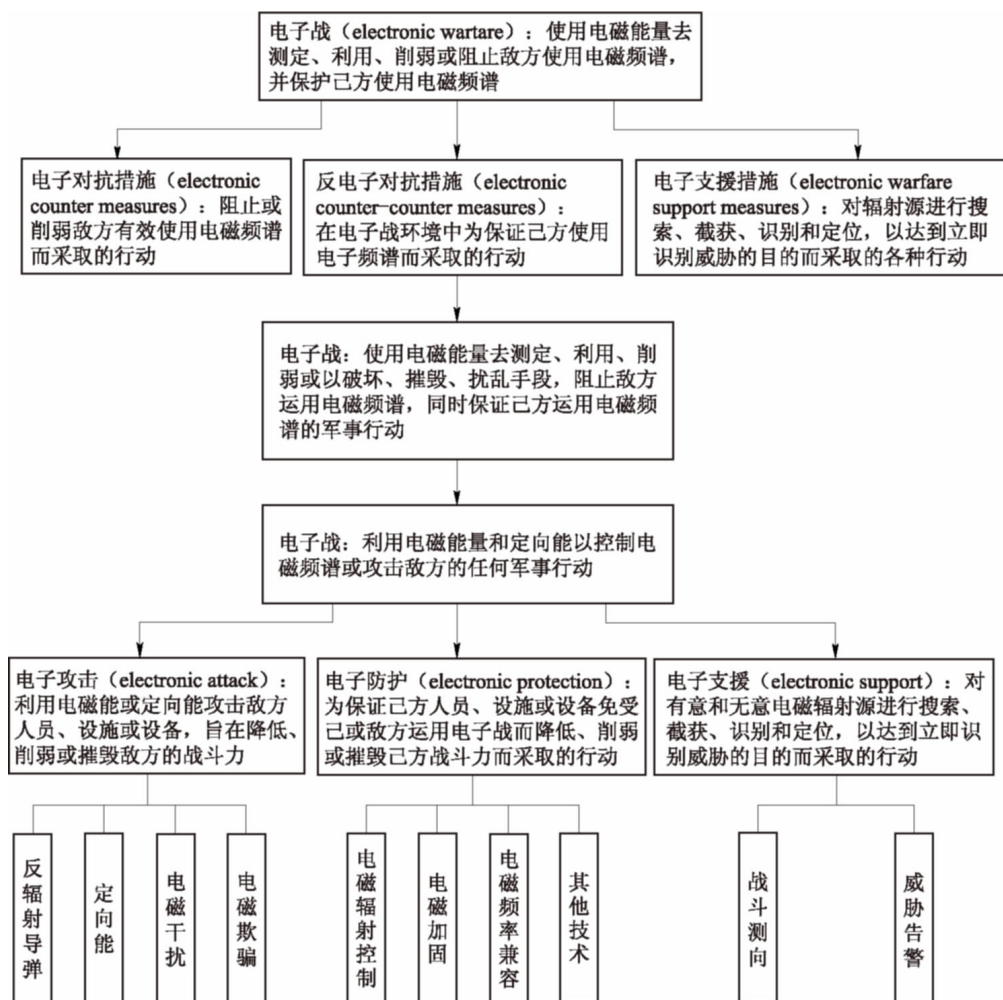 电子战（electronic wartare）：使用电磁能量去
测定、利用、削弱或阻止敌方使用电磁频谱，
并保护己方使用电磁频谱
电子对抗措施（electronic
counter measures）：阻止或
削弱敌方有效使用电磁频谱
而采取的行动
反电子对抗措施（electronic
counter-counter measures）：
在电子战环境中为保证己方使用
电子频谱而采取的行动
电子支援措施（electronic warfare
support measures）：对辐射源进行搜
索、截获、识别和定位，以达到立即
识别威胁的目的而采取的各种行动
电子战：使用电磁能量去测定、利用、削
弱或以破坏、摧毁、扰乱手段，阻止敌方
运用电磁频谱，同时保证己方运用电磁频
谱的军事行动
电子战：利用电磁能量和定向能以控制电
磁频谱或攻击敌方的任何军事行动
电子攻击（electronic attack）：
利用电磁能或定向能攻击敌方
人员、设施或设备，旨在降低、
削弱或摧毁敌方的战斗力
电子防护（electronic protection）：
为保证己方人员、设施或设备免受
己或敌方运用电子战而降低、削弱
或摧毁己方战斗力而采取的行动
电子支援（electronic support）：对
有意和无意电磁辐射源进行搜索、
截获、识别和定位，以达到立即识
别威胁的目的而采取的行动
反辐射导弹
定向能
电磁干扰
电磁欺骗
电磁辐射控制
电磁加固
电磁频率兼容
其他技术
战斗测向
威胁告警